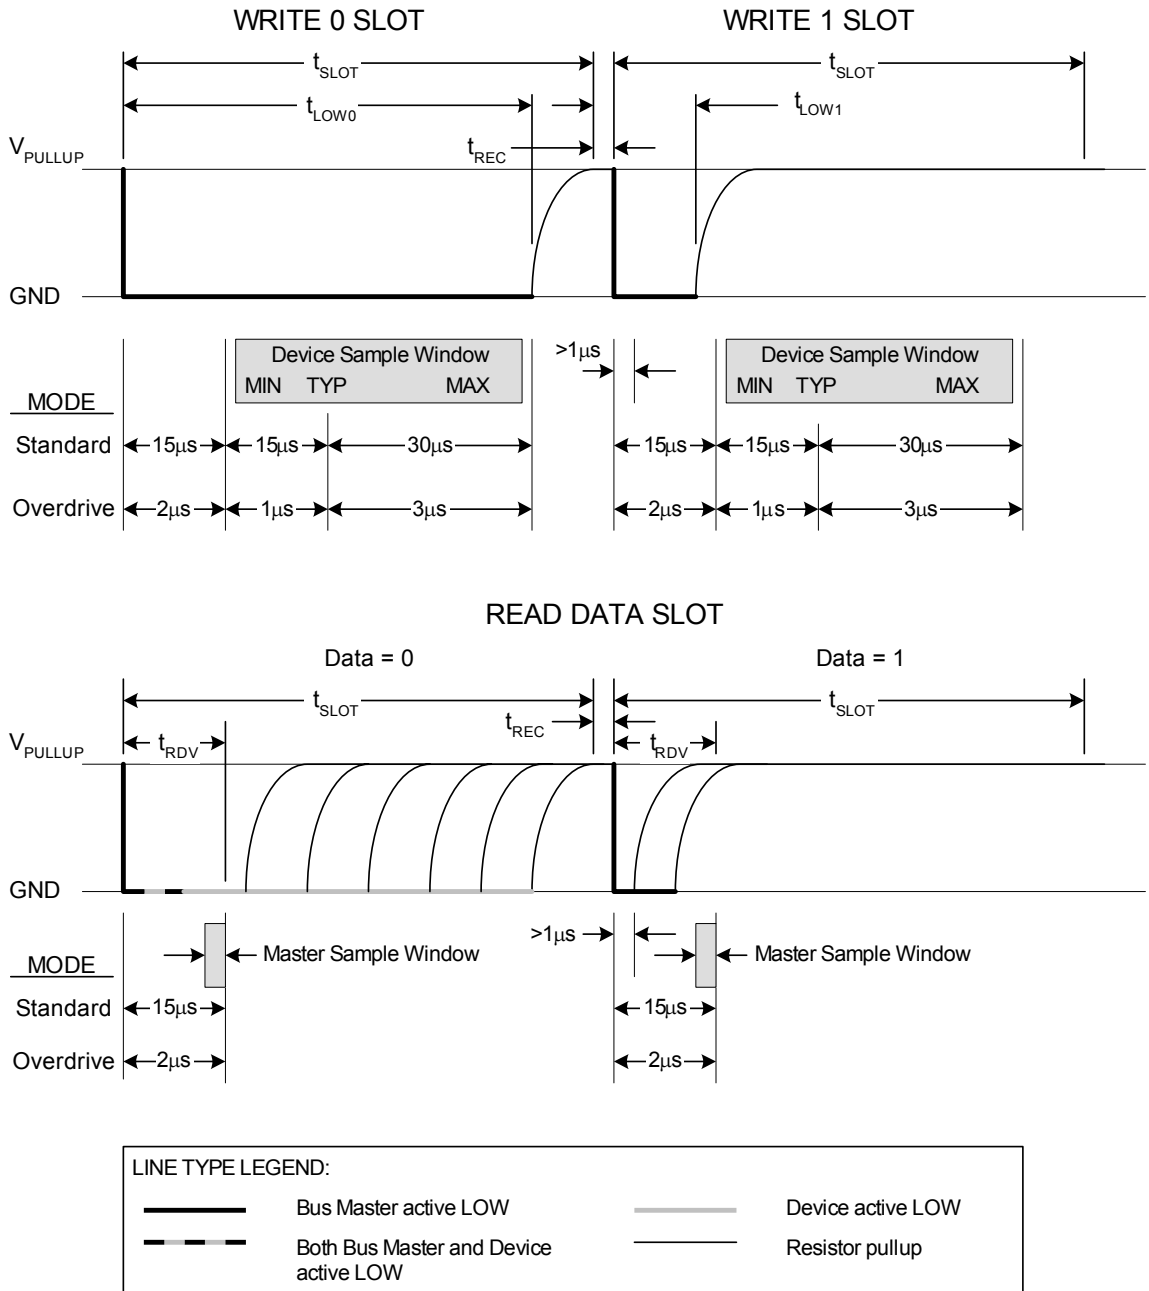 WRITE 0 SLOT WRITE 1 SLOT
tSLOT tSLOT
tLOW0 tLOW1
VPULLUP tREC
GND
Device Sample Window >1μs Device Sample Window
MIN TYP MAX MIN TYP MAX
MODE
Standard 15μs 15μs 30μs 15μs 15μs 30μs
Overdrive 2μs 1μs 3μs 2μs 1μs 3μs
READ DATA SLOT
Data = 0 Data = 1
tSLOT tSLOT
tREC
VPULLUP tRDV tRDV
GND
>1μs
Master Sample Window Master Sample Window
MODE
Standard 15μs 15μs
Overdrive 2μs 2μs
LINE TYPE LEGEND:
Bus Master active LOW Device active LOW
Both Bus Master and Device Resistor pullup
active LOW